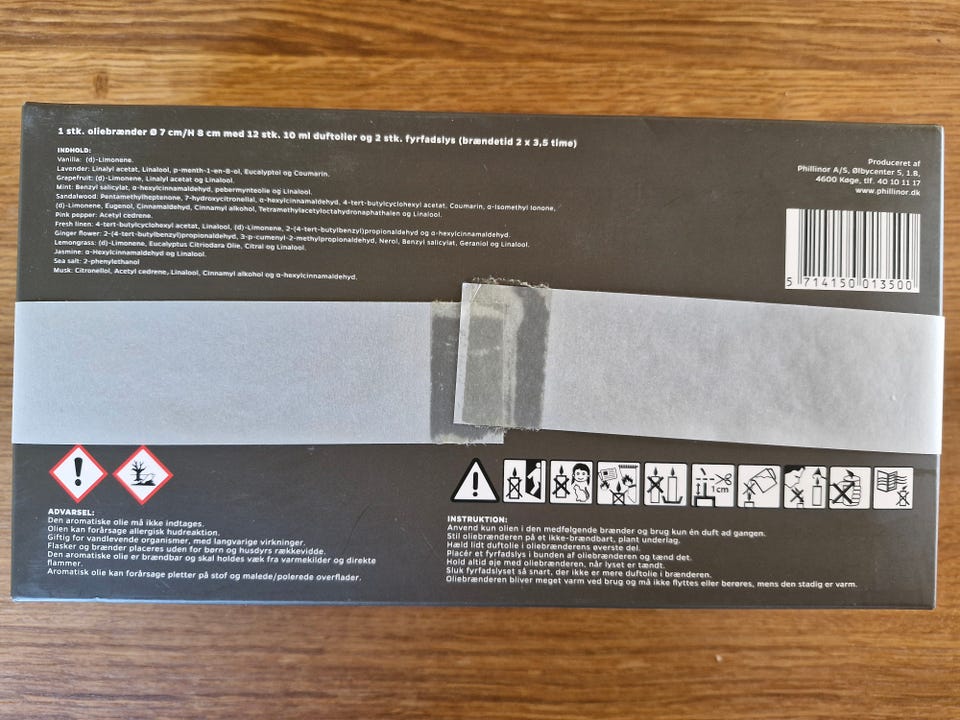 1 stk. oliebrænder Ø 7 cm/H 8 cm med 12 stk. 10 ml duftolier og 2 stk. fyrfadslys (brændetid 2 x 3,5 time)
INDHOLD:
Vanilla: (d)-Limonene.
Lavender: Linalyl acetat, Linalool, p-menth-1-en-8-ol, Eucalyptol og Coumarin.
Grapefruit: (d)-Limonene, Linalyl acetat og Linalool.
Mint: Benzyl salicylat, α-hexylcinnamaldehyd, pebermynteolie og Linalool.
Sandalwood: Pentamethylheptenone, 7-hydroxycitronellal, α-hexylcinnamaldehyd, 4-tert-butylcyclohexyl acetat, Coumarin, α-Isomethyl Ionone,
(d)-Limonene, Eugenol, Cinnamaldehyd, Cinnamyl alkohol, Tetramethylacetyloctahydronaphathalen og Linalool.
Pink pepper: Acetyl cedrene.
Fresh linen: 4-tert-butylcyclohexyl acetat, Linalool, (d)-Limonene, 2-(4-tert-butylbenzyl)propionaldehyd og α-hexylcinnamaldehyd.
Ginger flower: 2-(4-tert-butylbenzyl)propionaldehyd, 3-p-cumenyl-2-methylpropionaldehyd, Nerol, Benzyl salicylat, Geraniol og Linalool.
Lemongrass: (d)-Limonene, Eucalyptus Citriodara Olie, Citral og Linalool.
Jasmine: α-Hexylcinnamaldehyd og Linalool.
Sea salt: 2-phenylethanol
Musk: Citronellol, Acetyl cedrene, Linalool, Cinnamyl alkohol og α-hexylcinnamaldehyd.
Produceret af
Phillinor A/S, Ølbycenter 5, 1.B,
4600 Køge, tlf. 40 10 11 17
www.phillinor.dk
5 714150 013500
1cm
ADVARSEL:
Den aromatiske olie må ikke indtages.
Olien kan forårsage allergisk hudreaktion.
Giftig for vandlevende organismer, med langvarige virkninger.
Flasker og brænder placeres uden for børn og husdyrs rækkevidde.
Den aromatiske olie er brændbar og skal holdes væk fra varmekilder og direkte
flammer.
Aromatisk olie kan forårsage pletter på stof og malede/polerede overflader.
INSTRUKTION:
Anvend kun olien i den medfølgende brænder og brug kun én duft ad gangen.
Stil oliebrænderen på et ikke-brændbart, plant underlag.
Hæld lidt duftolie i oliebrænderens øverste del.
Placér et fyrfadslys i bunden af oliebrænderen og tænd det.
Hold altid øje med oliebrænderen, når lyset er tændt.
Sluk fyrfadslyset så snart, der ikke er mere duftolie i brænderen.
Oliebrænderen bliver meget varm ved brug og må ikke flyttes eller berøres, mens den stadig er varm.